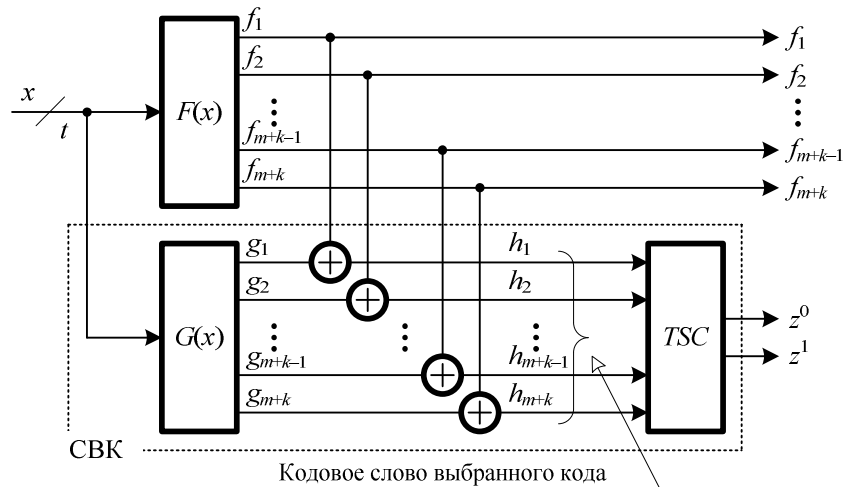 f₁ f₁
f₂ f₂
x
t
F(x)
⋮ ⋮
fₘ₊ₖ₋₁ fₘ₊ₖ₋₁
fₘ₊ₖ fₘ₊ₖ
g₁ h₁
g₂ h₂
z⁰
G(x) ⋮ ⋮ ⋮ TSC
z¹
gₘ₊ₖ₋₁ hₘ₊ₖ₋₁
gₘ₊ₖ hₘ₊ₖ
СВК
Кодовое слово выбранного кода